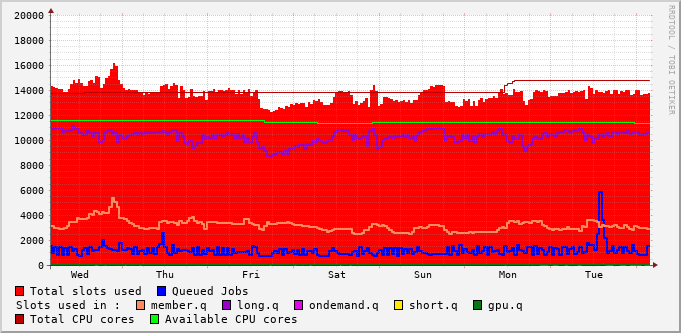 20000
18000
16000
14000
12000
10000
8000
6000
4000
2000
0
Wed Thu Fri Sat Sun Mon Tue
RRDTOOL / TOBI OETIKER
Total slots used Queued Jobs
Slots used in : member.q long.q ondemand.q short.q gpu.q
Total CPU cores Available CPU cores